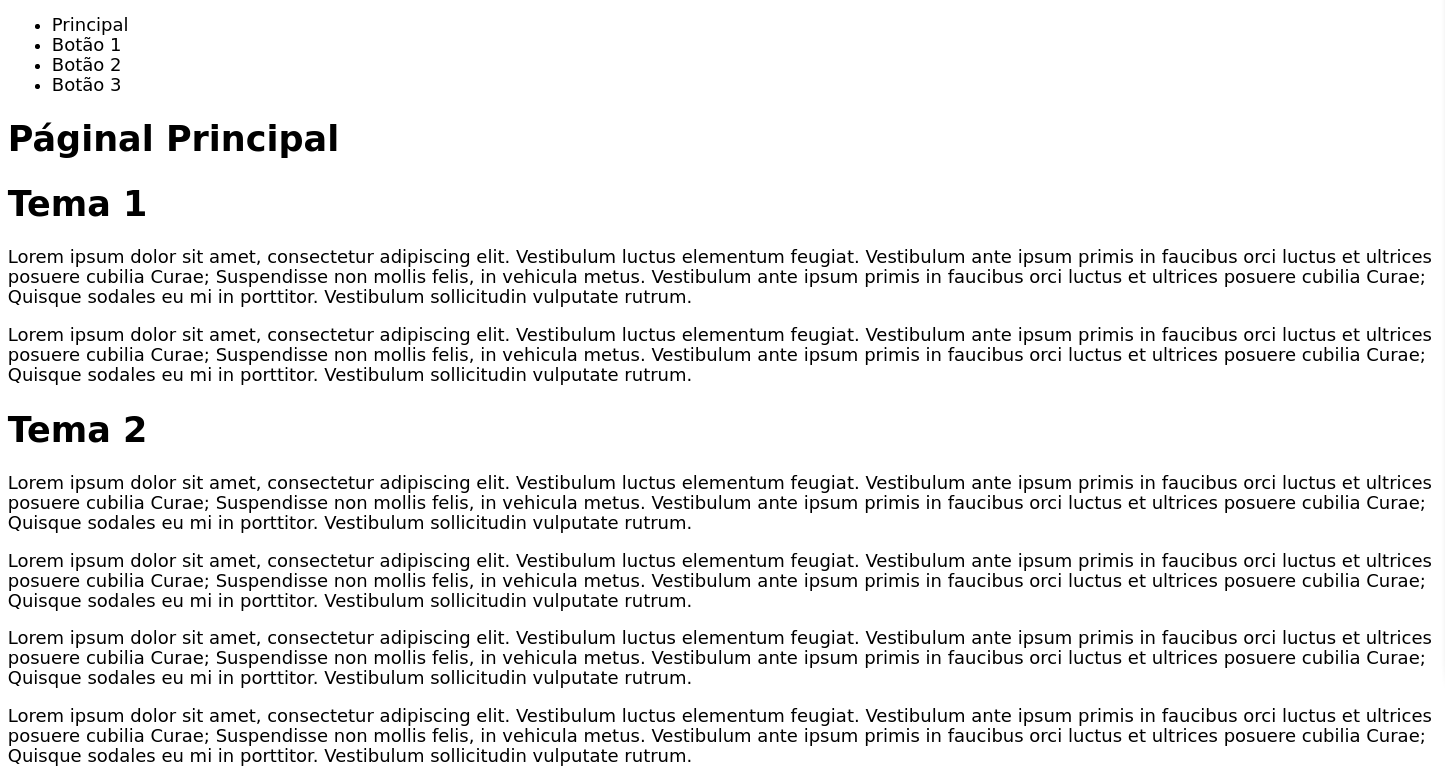 Principal
Botão 1
Botão 2
Botão 3
Páginal Principal
Tema 1
Lorem ipsum dolor sit amet, consectetur adipiscing elit. Vestibulum luctus elementum feugiat. Vestibulum ante ipsum primis in faucibus orci luctus et ultrices
posuere cubilia Curae; Suspendisse non mollis felis, in vehicula metus. Vestibulum ante ipsum primis in faucibus orci luctus et ultrices posuere cubilia Curae;
Quisque sodales eu mi in porttitor. Vestibulum sollicitudin vulputate rutrum.
Lorem ipsum dolor sit amet, consectetur adipiscing elit. Vestibulum luctus elementum feugiat. Vestibulum ante ipsum primis in faucibus orci luctus et ultrices
posuere cubilia Curae; Suspendisse non mollis felis, in vehicula metus. Vestibulum ante ipsum primis in faucibus orci luctus et ultrices posuere cubilia Curae;
Quisque sodales eu mi in porttitor. Vestibulum sollicitudin vulputate rutrum.
Tema 2
Lorem ipsum dolor sit amet, consectetur adipiscing elit. Vestibulum luctus elementum feugiat. Vestibulum ante ipsum primis in faucibus orci luctus et ultrices
posuere cubilia Curae; Suspendisse non mollis felis, in vehicula metus. Vestibulum ante ipsum primis in faucibus orci luctus et ultrices posuere cubilia Curae;
Quisque sodales eu mi in porttitor. Vestibulum sollicitudin vulputate rutrum.
Lorem ipsum dolor sit amet, consectetur adipiscing elit. Vestibulum luctus elementum feugiat. Vestibulum ante ipsum primis in faucibus orci luctus et ultrices
posuere cubilia Curae; Suspendisse non mollis felis, in vehicula metus. Vestibulum ante ipsum primis in faucibus orci luctus et ultrices posuere cubilia Curae;
Quisque sodales eu mi in porttitor. Vestibulum sollicitudin vulputate rutrum.
Lorem ipsum dolor sit amet, consectetur adipiscing elit. Vestibulum luctus elementum feugiat. Vestibulum ante ipsum primis in faucibus orci luctus et ultrices
posuere cubilia Curae; Suspendisse non mollis felis, in vehicula metus. Vestibulum ante ipsum primis in faucibus orci luctus et ultrices posuere cubilia Curae;
Quisque sodales eu mi in porttitor. Vestibulum sollicitudin vulputate rutrum.
Lorem ipsum dolor sit amet, consectetur adipiscing elit. Vestibulum luctus elementum feugiat. Vestibulum ante ipsum primis in faucibus orci luctus et ultrices
posuere cubilia Curae; Suspendisse non mollis felis, in vehicula metus. Vestibulum ante ipsum primis in faucibus orci luctus et ultrices posuere cubilia Curae;
Quisque sodales eu mi in porttitor. Vestibulum sollicitudin vulputate rutrum.